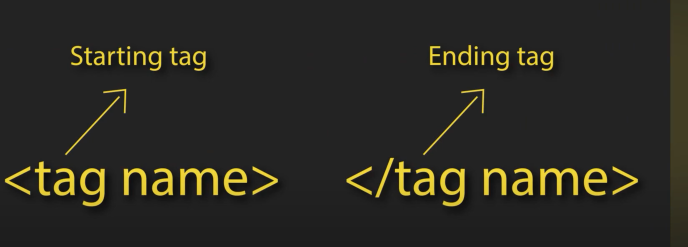 Starting tag Ending tag
<tag name> </tag name>